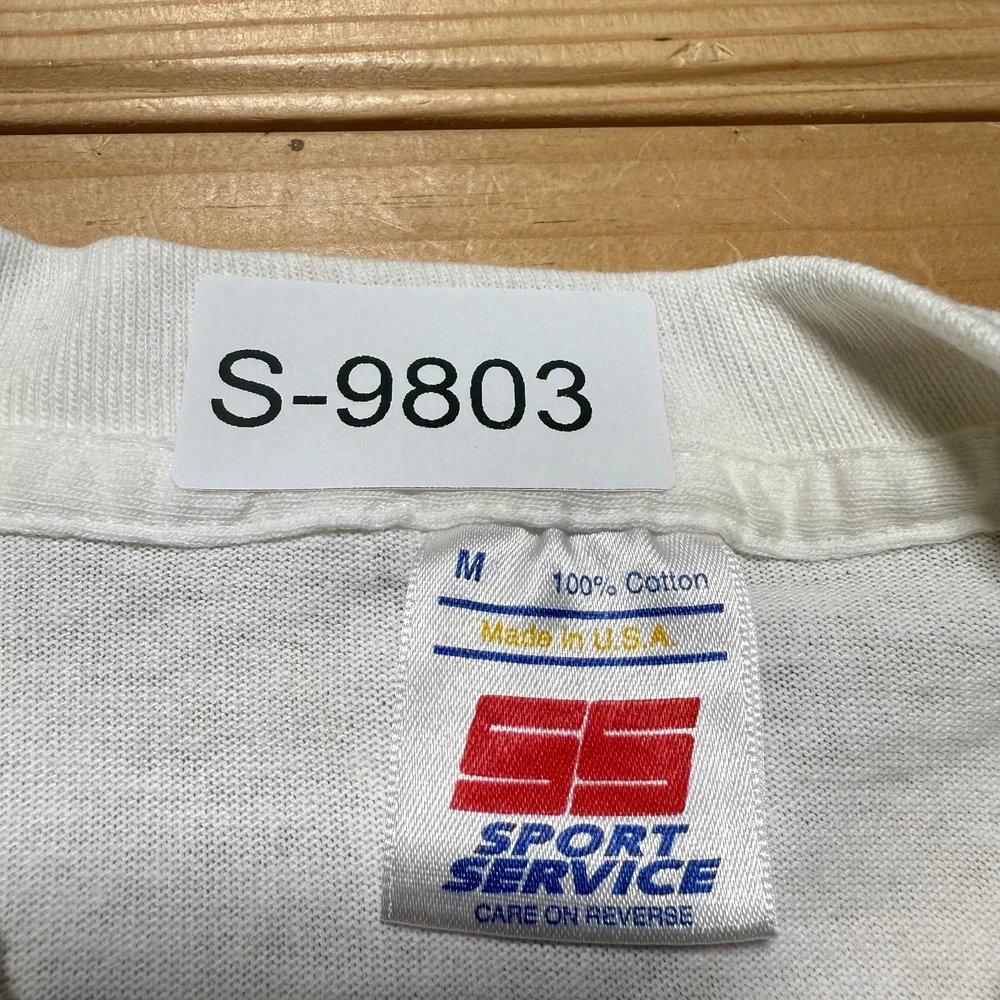 S-9803
M 100% Cotton
Made in U.S.A.
SS
SPORT
SERVICE
CARE ON REVERSE